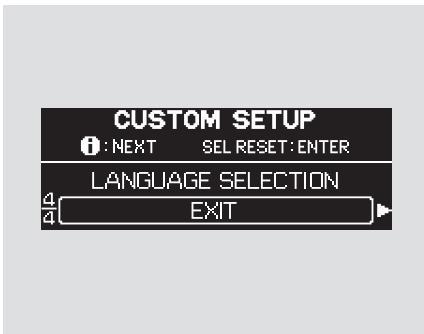 CUSTOM SETUP
i : NEXT SEL RESET : ENTER
LANGUAGE SELECTION
4/4 EXIT